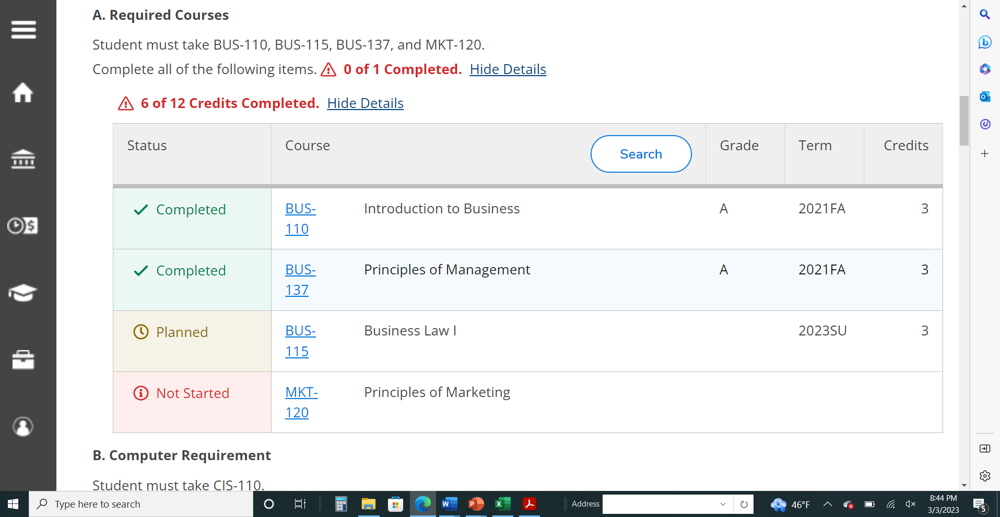 A. Required Courses
Student must take BUS-110, BUS-115, BUS-137, and MKT-120.
Complete all of the following items. 0 of 1 Completed. Hide Details
6 of 12 Credits Completed. Hide Details
Status Course Search Grade Term Credits
Completed BUS- Introduction to Business A 2021FA 3
110
Completed BUS- Principles of Management A 2021FA 3
137
Planned BUS- Business Law I 2023SU 3
115
Not Started MKT- Principles of Marketing
120
B. Computer Requirement
Student must take CIS-110.
Type here to search Address 46°F 8:44 PM
3/3/2023 5